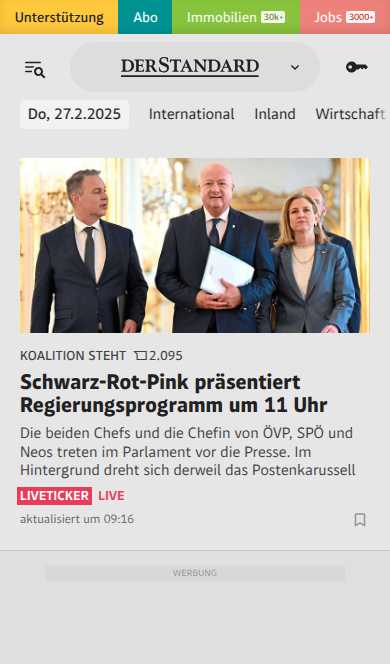 Unterstützung Abo Immobilien 30k+ Jobs 3000+
DERSTANDARD
Do, 27.2.2025 International Inland Wirtschaft
KOALITION STEHT 2.095
Schwarz-Rot-Pink präsentiert
Regierungsprogramm um 11 Uhr
Die beiden Chefs und die Chefin von ÖVP, SPÖ und
Neos treten im Parlament vor die Presse. Im
Hintergrund dreht sich derweil das Postenkarussell
LIVETICKER LIVE
aktualisiert um 09:16
WERBUNG